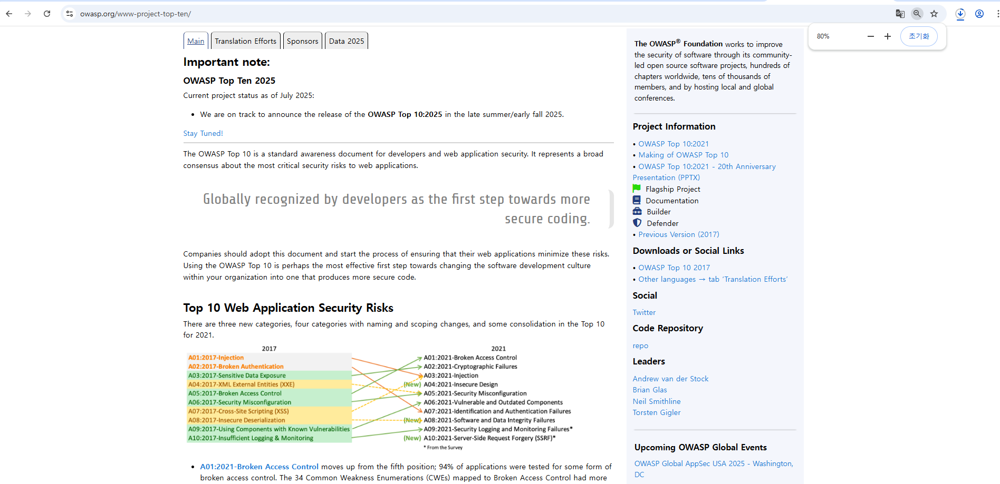 owasp.org/www-project-top-ten/
80%
초기화
Main
Translation Efforts
Sponsors
Data 2025
Important note:
OWASP Top Ten 2025
Current project status as of July 2025:
• We are on track to announce the release of the OWASP Top 10:2025 in the late summer/early fall 2025.
Stay Tuned!
The OWASP Top 10 is a standard awareness document for developers and web application security. It represents a broad
consensus about the most critical security risks to web applications.
Globally recognized by developers as the first step towards more
secure coding.
Companies should adopt this document and start the process of ensuring that their web applications minimize these risks.
Using the OWASP Top 10 is perhaps the most effective first step towards changing the software development culture
within your organization into one that produces more secure code.
Top 10 Web Application Security Risks
There are three new categories, four categories with naming and scoping changes, and some consolidation in the Top 10
for 2021.
2017
A01:2017-Injection
A02:2017-Broken Authentication
A03:2017-Sensitive Data Exposure
A04:2017-XML External Entities (XXE)
A05:2017-Broken Access Control
A06:2017-Security Misconfiguration
A07:2017-Cross-Site Scripting (XSS)
A08:2017-Insecure Deserialization
A09:2017-Using Components with Known Vulnerabilities
A10:2017-Insufficient Logging & Monitoring
2021
A01:2021-Broken Access Control
A02:2021-Cryptographic Failures
A03:2021-Injection
(New) A04:2021-Insecure Design
A05:2021-Security Misconfiguration
A06:2021-Vulnerable and Outdated Components
A07:2021-Identification and Authentication Failures
(New) A08:2021-Software and Data Integrity Failures
A09:2021-Security Logging and Monitoring Failures*
(New) A10:2021-Server-Side Request Forgery (SSRF)*
* From the Survey
• A01:2021-Broken Access Control moves up from the fifth position; 94% of applications were tested for some form of
broken access control. The 34 Common Weakness Enumerations (CWEs) mapped to Broken Access Control had more
The OWASP® Foundation works to improve
the security of software through its community-
led open source software projects, hundreds of
chapters worldwide, tens of thousands of
members, and by hosting local and global
conferences.
Project Information
• OWASP Top 10:2021
• Making of OWASP Top 10
• OWASP Top 10:2021 - 20th Anniversary
Presentation (PPTX)
Flagship Project
Documentation
Builder
Defender
• Previous Version (2017)
Downloads or Social Links
• OWASP Top 10 2017
• Other languages → tab ‘Translation Efforts’
Social
Twitter
Code Repository
repo
Leaders
Andrew van der Stock
Brian Glas
Neil Smithline
Torsten Gigler
Upcoming OWASP Global Events
OWASP Global AppSec USA 2025 - Washington,
DC